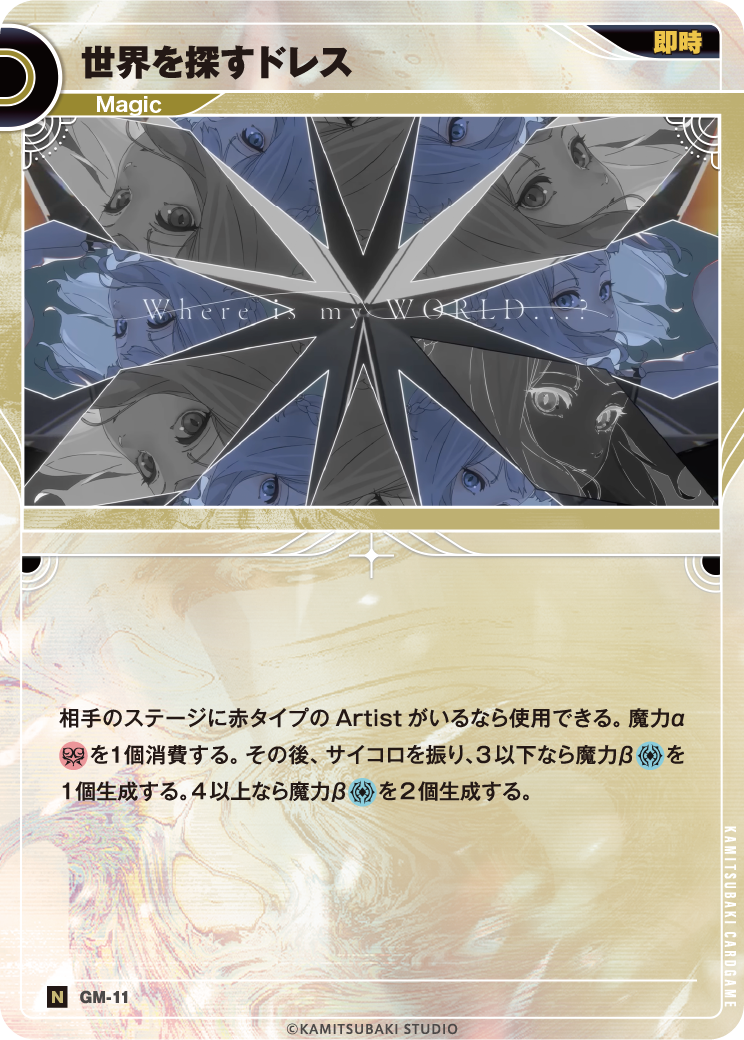 即時
世界を探すドレス
Magic
Where is my WORLD...?
相手のステージに赤タイプの Artist がいるなら使用できる。魔力α
を1個消費する。その後、サイコロを振り、3以下なら魔力β を
1個生成する。4以上なら魔力β を2個生成する。
KAMITSUBAKI CARDGAME
N GM-11
©KAMITSUBAKI STUDIO